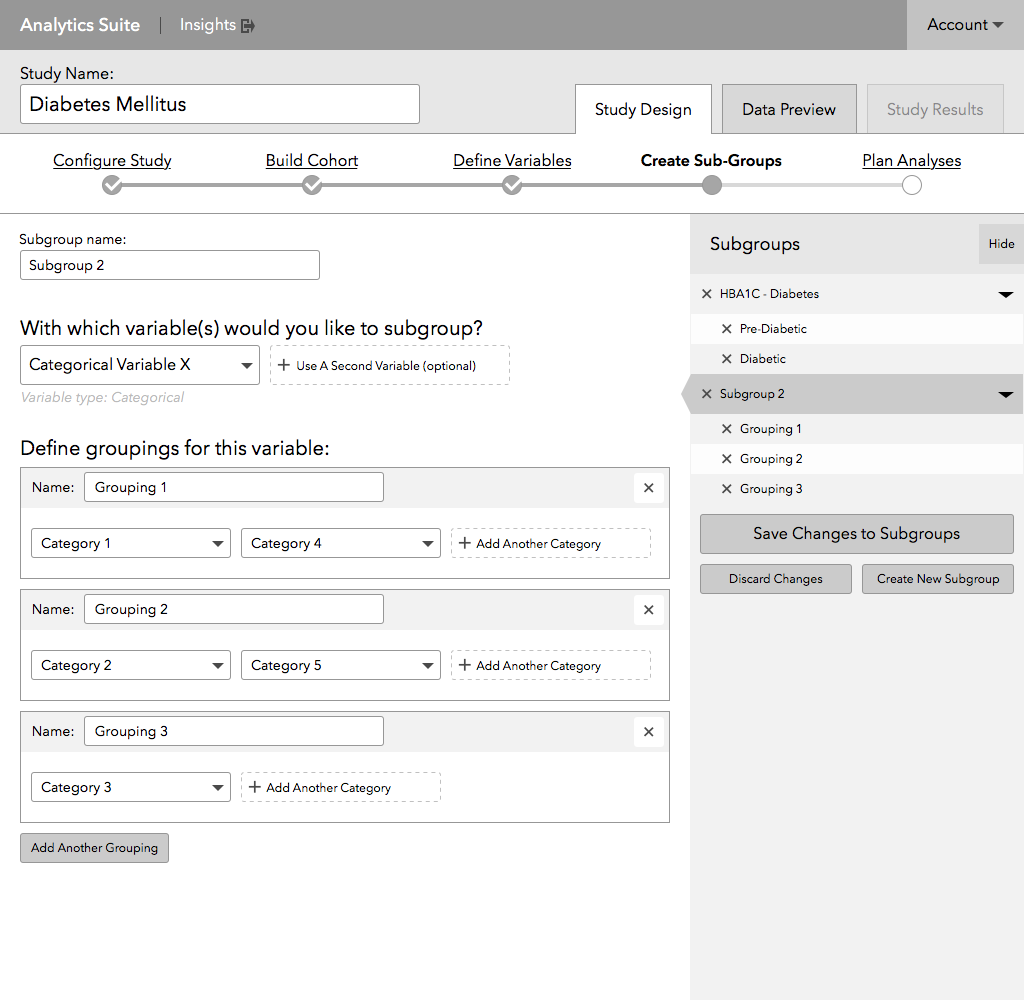 Analytics Suite | Insights Account
Study Name:
Diabetes Mellitus
Study Design Data Preview Study Results
Configure Study Build Cohort Define Variables Create Sub-Groups Plan Analyses
Subgroup name:
Subgroup 2
With which variable(s) would you like to subgroup?
Categorical Variable X + Use A Second Variable (optional)
Variable type: Categorical
Define groupings for this variable:
Name: Grouping 1 ✕
Category 1 Category 4 + Add Another Category
Name: Grouping 2 ✕
Category 2 Category 5 + Add Another Category
Name: Grouping 3 ✕
Category 3 + Add Another Category
Add Another Grouping
Subgroups Hide
✕ HBA1C - Diabetes
✕ Pre-Diabetic
✕ Diabetic
✕ Subgroup 2
✕ Grouping 1
✕ Grouping 2
✕ Grouping 3
Save Changes to Subgroups
Discard Changes Create New Subgroup